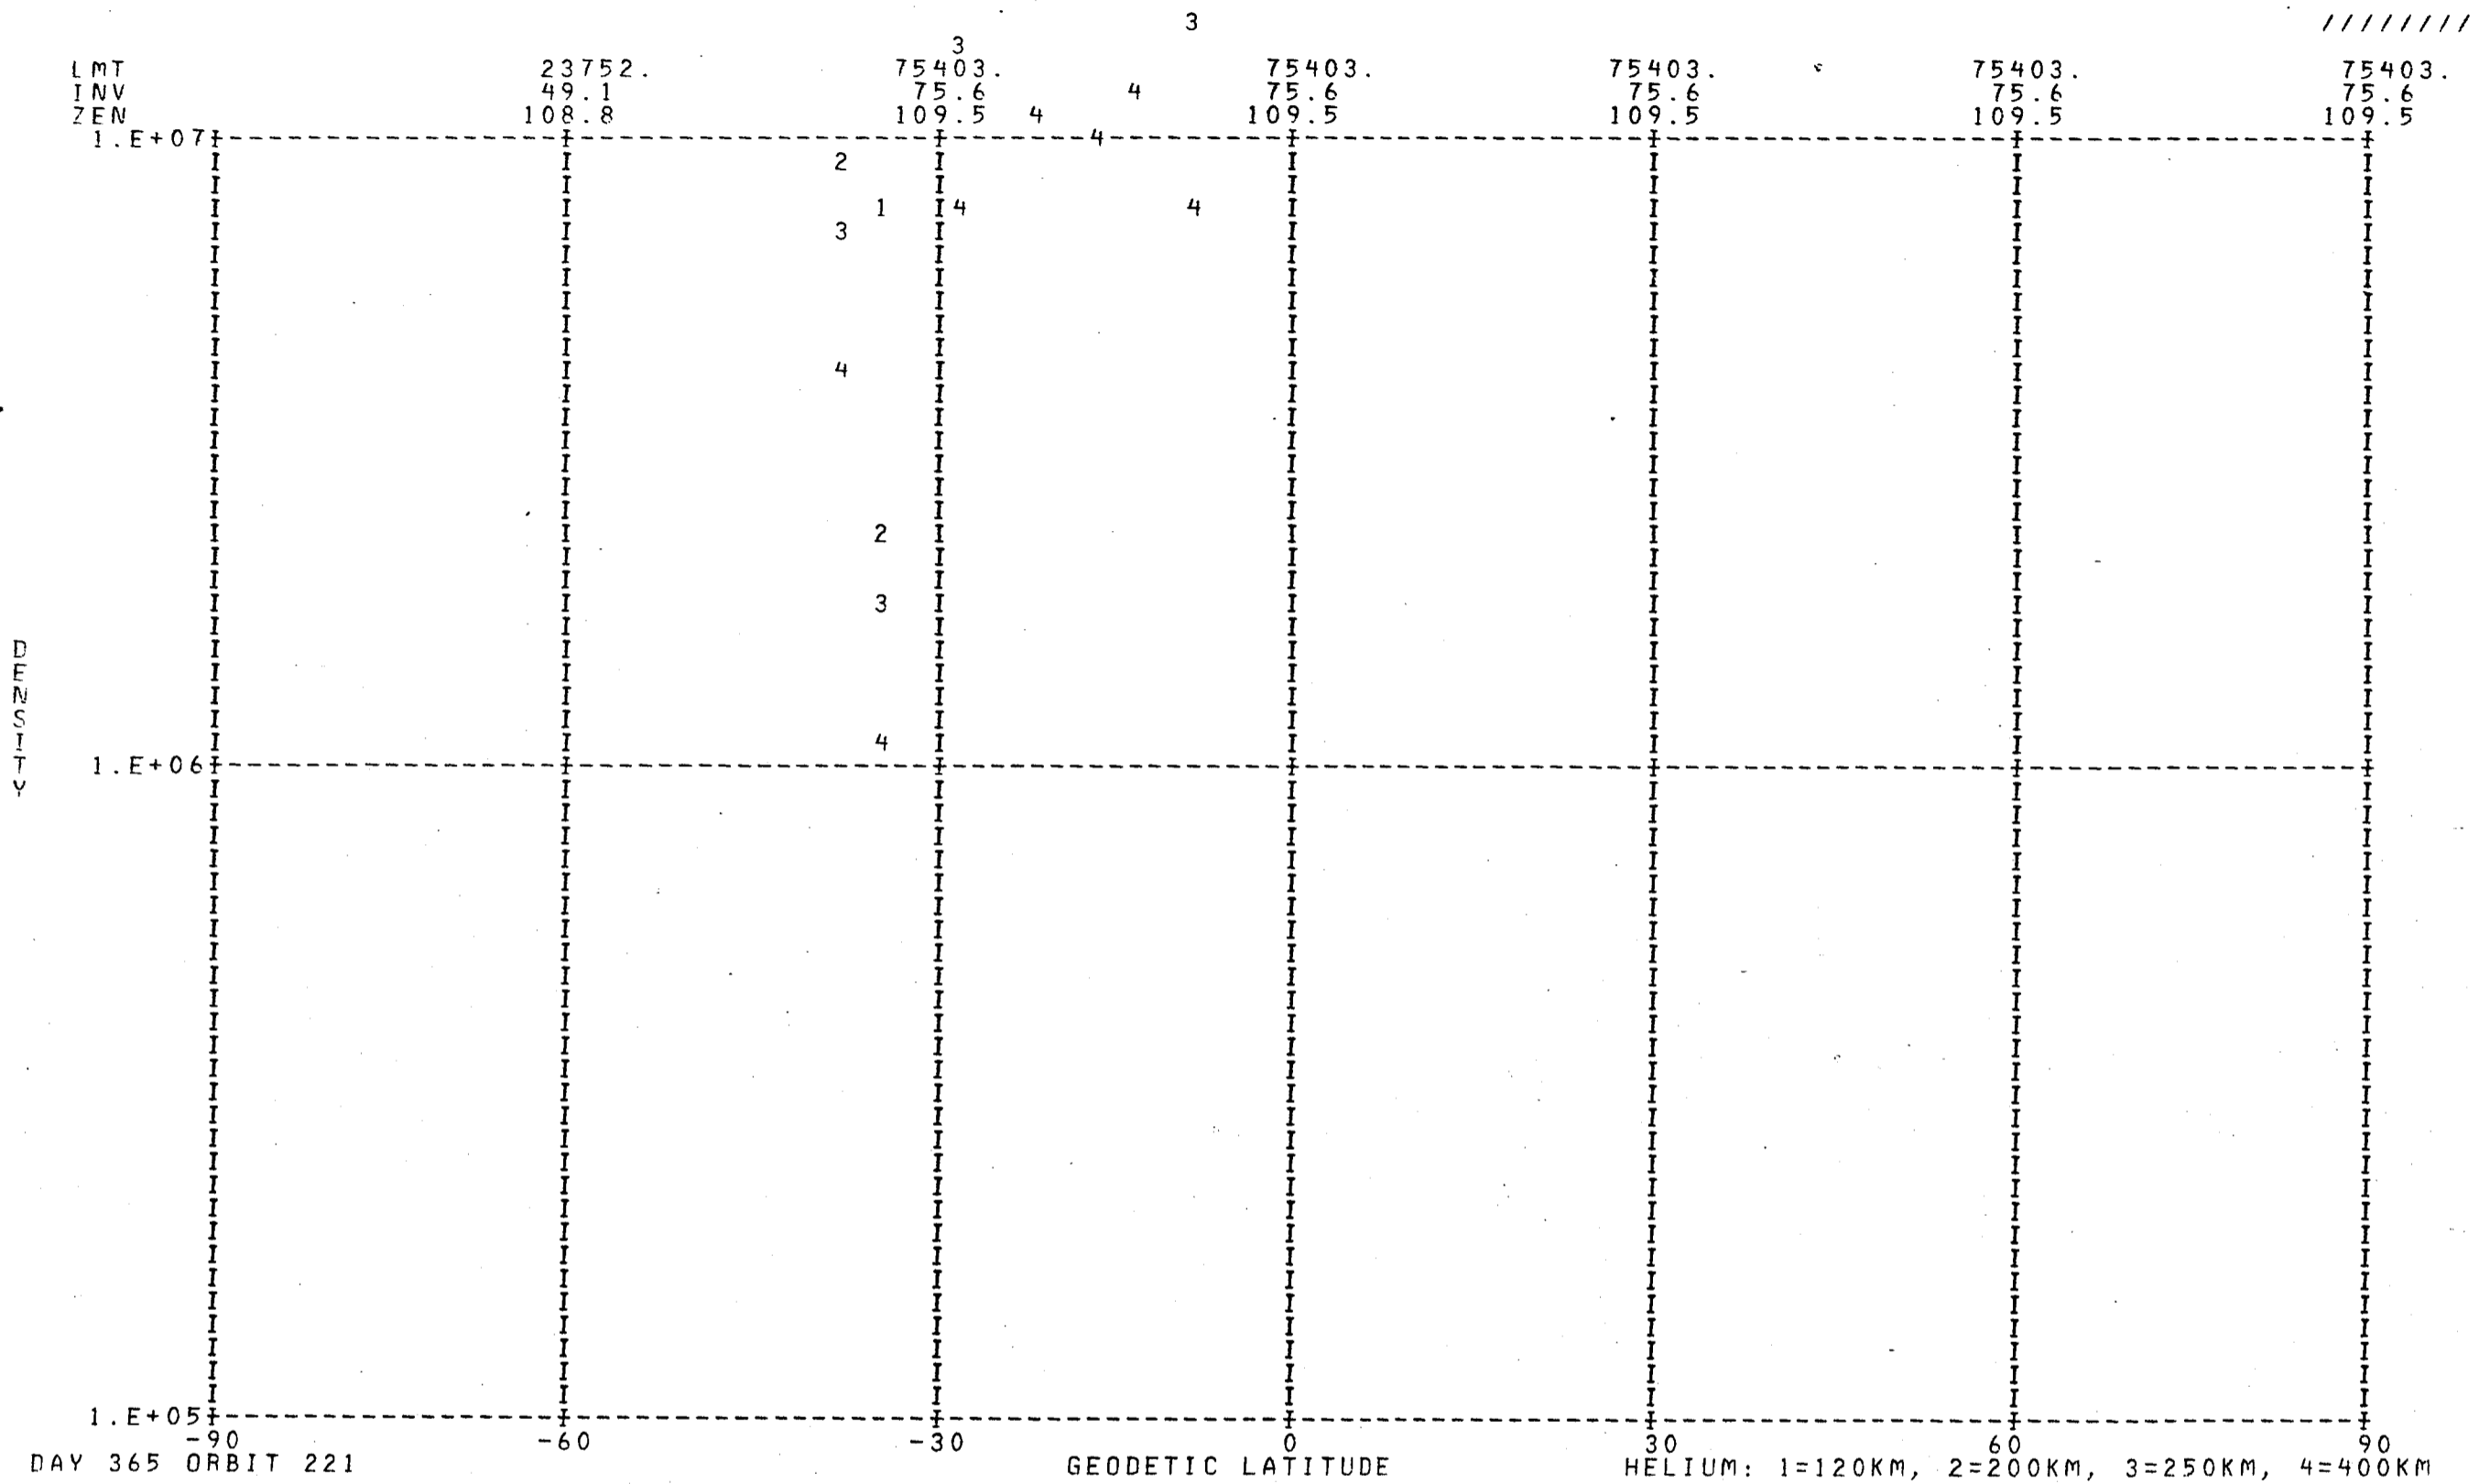 3 ////////
3
LMT 23752. 75403. 75403. 75403. 75403. 75403.
INV 49.1 75.6 4 75.6 75.6 75.6 75.6
ZEN 108.8 109.5 4 109.5 109.5 109.5 109.5
1.E+07 4
2
1 4 4
3
4
2
3
DENSITY
4
1.E+06
1.E+05
-90 -60 -30 0 30 60 90
DAY 365 ORBIT 221 GEODETIC LATITUDE HELIUM: 1=120KM, 2=200KM, 3=250KM, 4=400KM